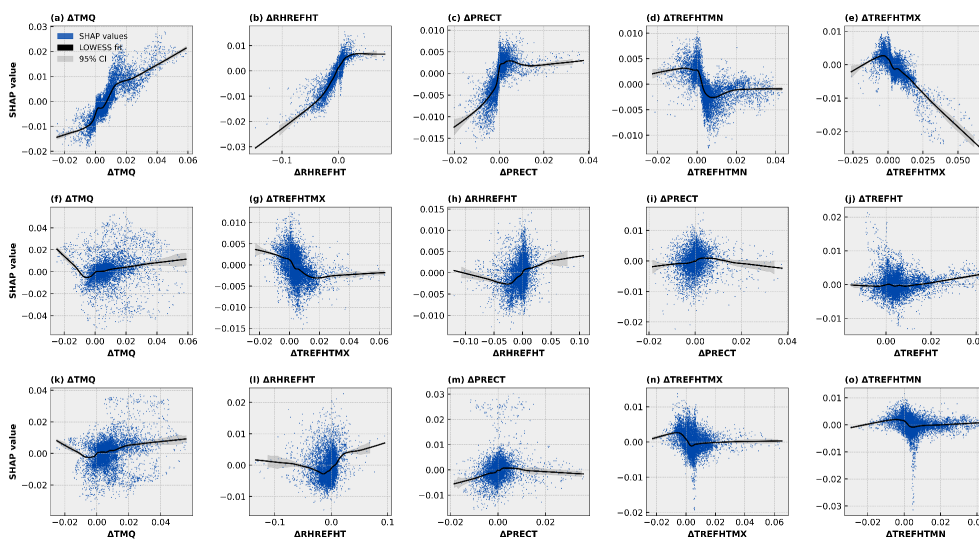 (a) ΔTMQ
(b) ΔRHREFHT
(c) ΔPRECT
(d) ΔTREFHTMN
(e) ΔTREFHTMX
SHAP value
0.03
0.02
0.01
0.00
−0.01
−0.02
SHAP values
LOWESS fit
95% CI
−0.02 0.00 0.02 0.04 0.06
ΔTMQ
0.01
0.00
−0.01
−0.02
−0.03
−0.1 0.0
ΔRHREFHT
0.010
0.005
0.000
−0.005
−0.010
−0.015
−0.02 0.00 0.02 0.04
ΔPRECT
0.010
0.005
0.000
−0.005
−0.010
−0.02 0.00 0.02 0.04
ΔTREFHTMN
0.01
0.00
−0.01
−0.02
−0.025 0.000 0.025 0.050
ΔTREFHTMX
(f) ΔTMQ
(g) ΔTREFHTMX
(h) ΔRHREFHT
(i) ΔPRECT
(j) ΔTREFHT
SHAP value
0.04
0.02
0.00
−0.02
−0.04
−0.02 0.00 0.02 0.04 0.06
ΔTMQ
0.010
0.005
0.000
−0.005
−0.010
−0.015
−0.02 0.00 0.02 0.04 0.06
ΔTREFHTMX
0.015
0.010
0.005
0.000
−0.005
−0.010
−0.10 −0.05 0.00 0.05 0.10
ΔRHREFHT
0.01
0.00
−0.01
−0.02
−0.02 0.00 0.02 0.04
ΔPRECT
0.02
0.01
0.00
−0.01
0.00 0.02
ΔTREFHT
(k) ΔTMQ
(l) ΔRHREFHT
(m) ΔPRECT
(n) ΔTREFHTMX
(o) ΔTREFHTMN
SHAP value
0.04
0.02
0.00
−0.02
−0.02 0.00 0.02 0.04 0.06
ΔTMQ
0.02
0.01
0.00
−0.01
−0.1 0.0 0.1
ΔRHREFHT
0.03
0.02
0.01
0.00
−0.01
−0.02 0.00 0.02
ΔPRECT
0.01
0.00
−0.01
−0.02
−0.02 0.00 0.02 0.04 0.06
ΔTREFHTMX
0.01
0.00
−0.01
−0.02
−0.03
−0.02 0.00 0.02
ΔTREFHTMN